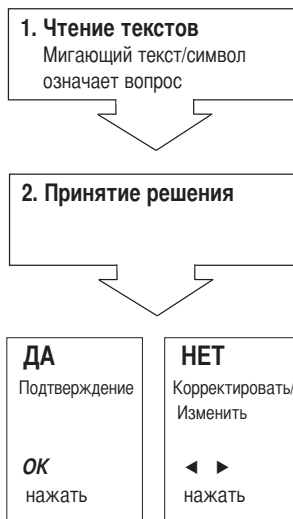 1. Чтение текстов
Мигающий текст/символ
означает вопрос
2. Принятие решения
ДА
Подтверждение
OK
нажать
НЕТ
Корректировать/
Изменить
◄ ►
нажать